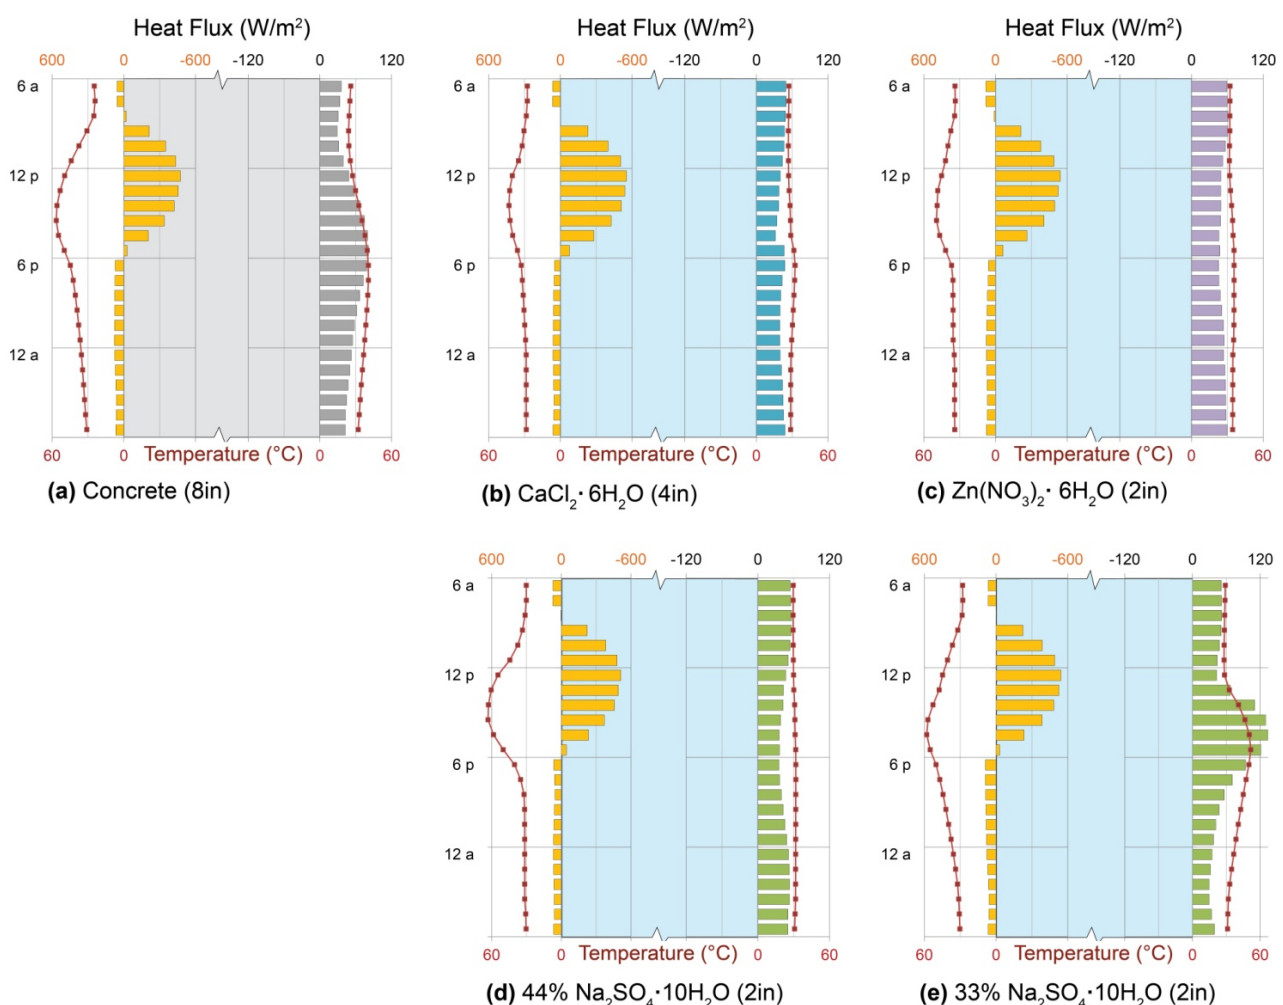 Heat Flux (W/m²) Heat Flux (W/m²) Heat Flux (W/m²)
600 0 -600 -120 0 120 600 0 -600 -120 0 120 600 0 -600 -120 0 120
6 a 6 a 6 a
12 p 12 p 12 p
6 p 6 p 6 p
12 a 12 a 12 a
Temperature (°C) Temperature (°C) Temperature (°C)
60 0 0 60 60 0 0 60 60 0 0 60
(a) Concrete (8in) (b) CaCl₂· 6H₂O (4in) (c) Zn(NO₃)₂· 6H₂O (2in)
600 0 -600 -120 0 120 600 0 -600 -120 0 120
6 a 6 a
12 p 12 p
6 p 6 p
12 a 12 a
Temperature (°C) Temperature (°C)
60 0 0 60 60 0 0 60
(d) 44% Na₂SO₄·10H₂O (2in) (e) 33% Na₂SO₄·10H₂O (2in)